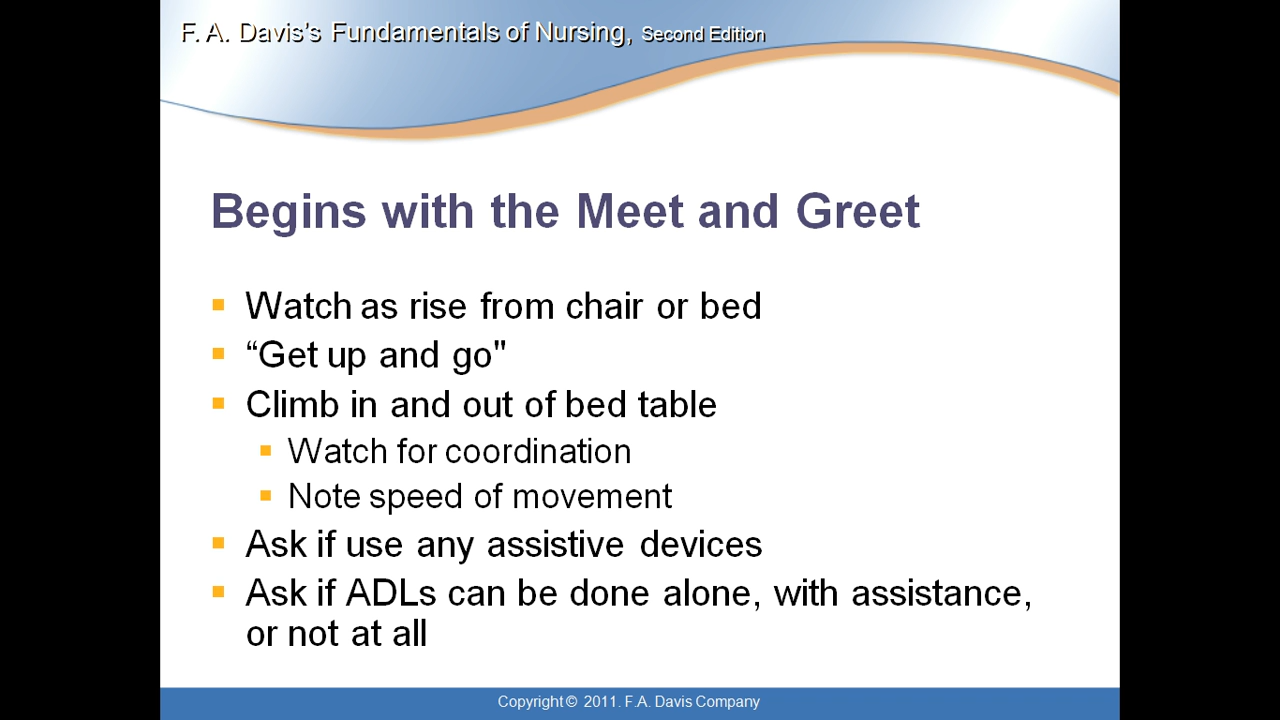 F. A. Davis's Fundamentals of Nursing, Second Edition
Begins with the Meet and Greet
Watch as rise from chair or bed
“Get up and go"
Climb in and out of bed table
Watch for coordination
Note speed of movement
Ask if use any assistive devices
Ask if ADLs can be done alone, with assistance,
or not at all
Copyright © 2011. F.A. Davis Company